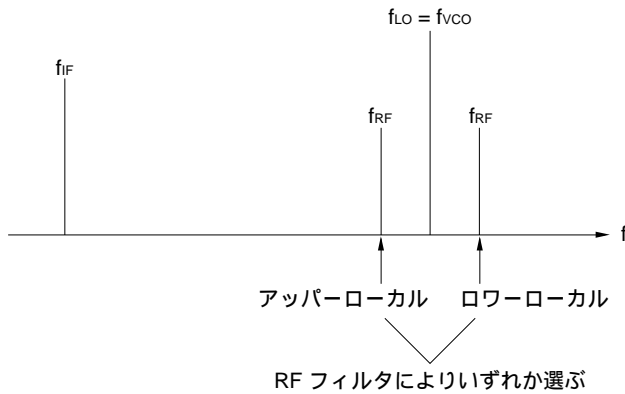 fLO = fVCO
fIF
fRF
fRF
f
アッパーローカル
ロワーローカル
RF フィルタによりいずれか選ぶ